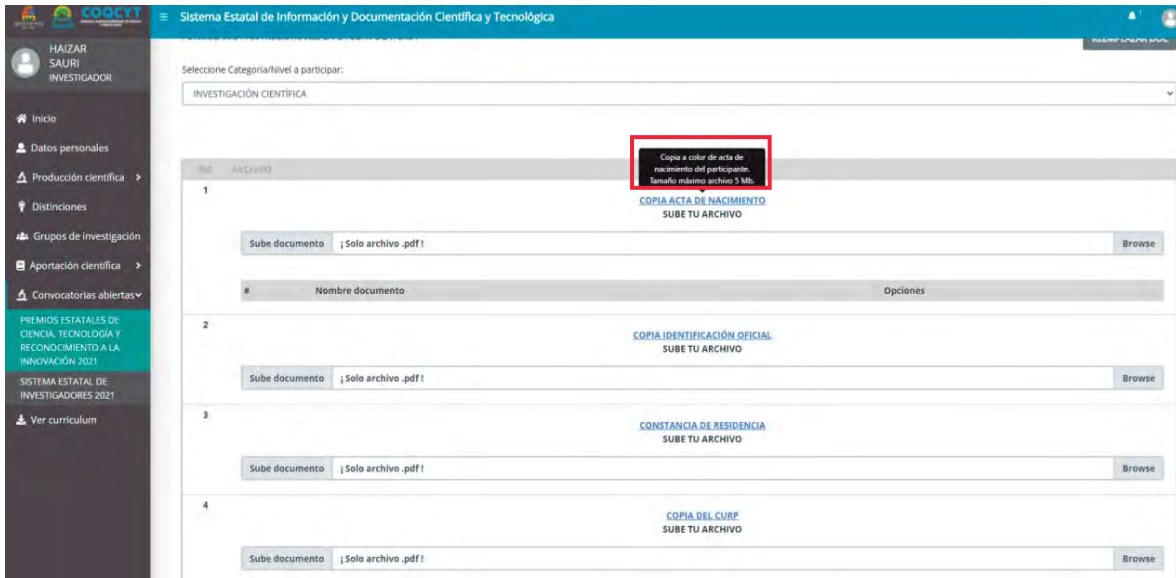 COQCYT
Sistema Estatal de Información y Documentación Científica y Tecnológica
1
HAIZAR
SAURI
INVESTIGADOR
Inicio
Datos personales
Producción científica
Distinciones
Grupos de investigación
Aportación científica
Convocatorias abiertas
PREMIOS ESTATALES DE
CIENCIA, TECNOLOGÍA Y
RECONOCIMIENTO A LA
INNOVACIÓN 2021
SISTEMA ESTATAL DE
INVESTIGADORES 2021
Ver curriculum
REEMPLAZAR DOC
Seleccione Categoría/Nivel a participar:
INVESTIGACIÓN CIENTÍFICA
NO. ARCHIVO
Copia a color de acta de
nacimiento del participante.
Tamaño máximo archivo 5 Mb.
1
COPIA ACTA DE NACIMIENTO
SUBE TU ARCHIVO
Sube documento ¡ Solo archivo .pdf ! Browse
# Nombre documento Opciones
2
COPIA IDENTIFICACIÓN OFICIAL
SUBE TU ARCHIVO
Sube documento ¡ Solo archivo .pdf ! Browse
3
CONSTANCIA DE RESIDENCIA
SUBE TU ARCHIVO
Sube documento ¡ Solo archivo .pdf ! Browse
4
COPIA DEL CURP
SUBE TU ARCHIVO
Sube documento ¡ Solo archivo .pdf ! Browse